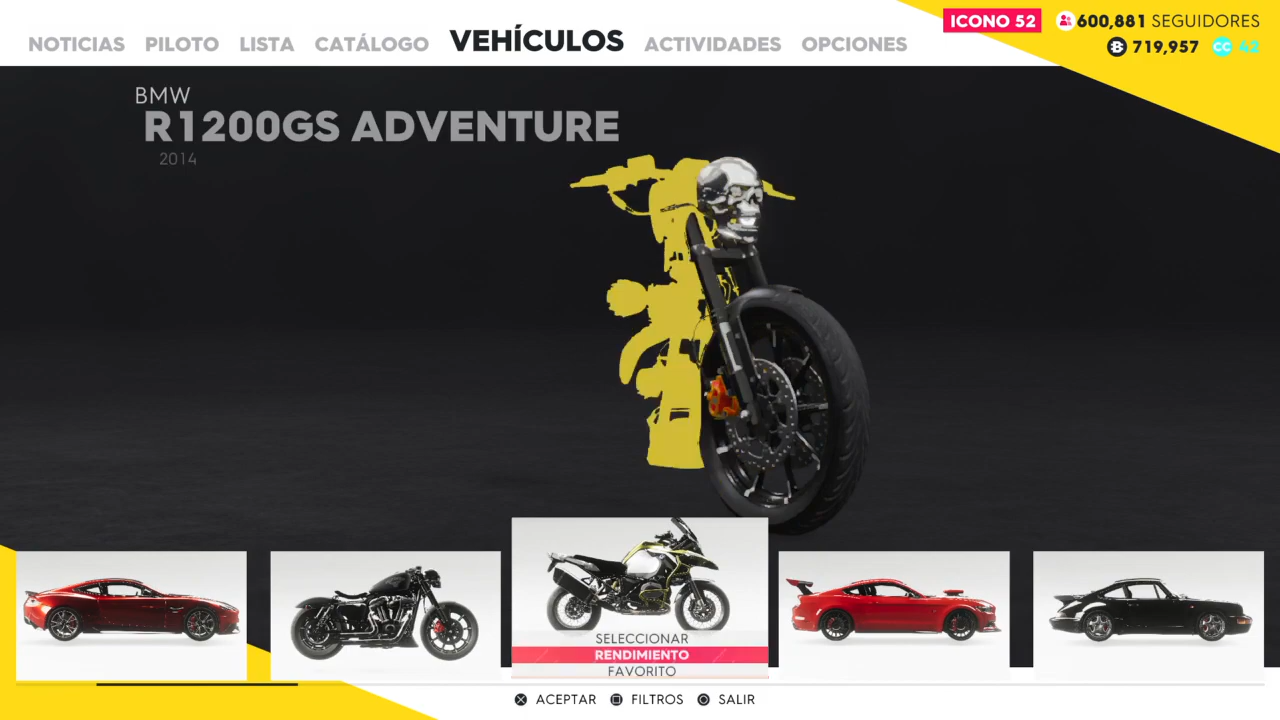 NOTICIAS PILOTO LISTA CATÁLOGO VEHÍCULOS ACTIVIDADES OPCIONES
ICONO 52 600,881 SEGUIDORES
719,957 CC 42
BMW
R1200GS ADVENTURE
2014
SELECCIONAR
RENDIMIENTO
FAVORITO
ACEPTAR FILTROS SALIR